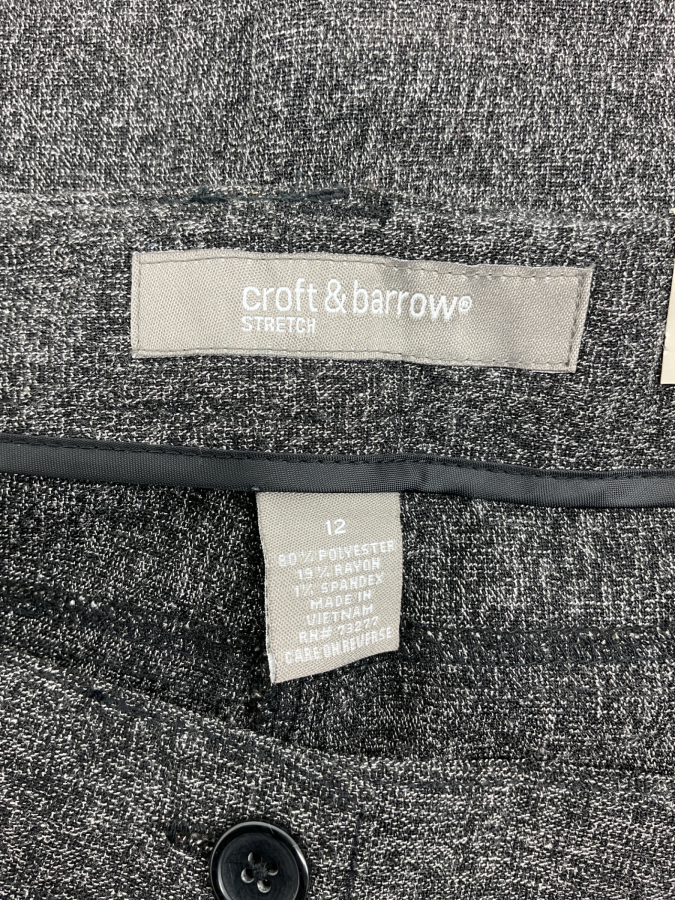 croft & barrow®
STRETCH
12
80% POLYESTER
19% RAYON
1% SPANDEX
MADE IN
VIETNAM
RN# 73277
CARE ON REVERSE